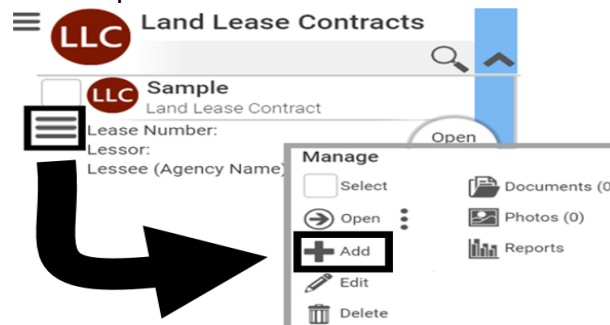 LLC
Land Lease Contracts
LLC
Sample
Land Lease Contract
Lease Number:
Open
Lessor:
Lessee (Agency Name)
Manage
Select
Documents (0
Open
Photos (0)
Add
Reports
Edit
Delete